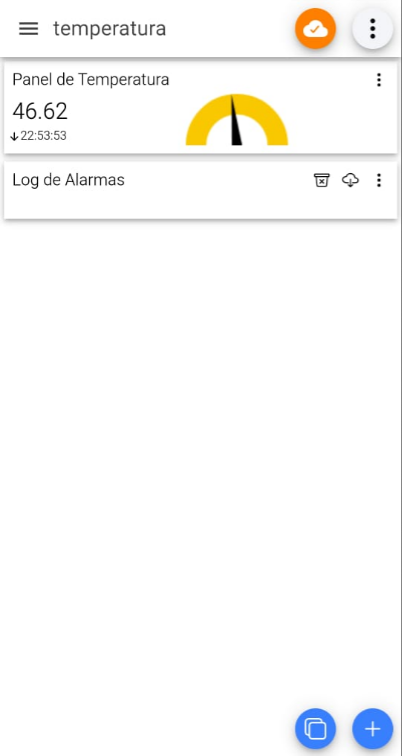 temperatura
Panel de Temperatura
46.62
↓22:53:53
Log de Alarmas